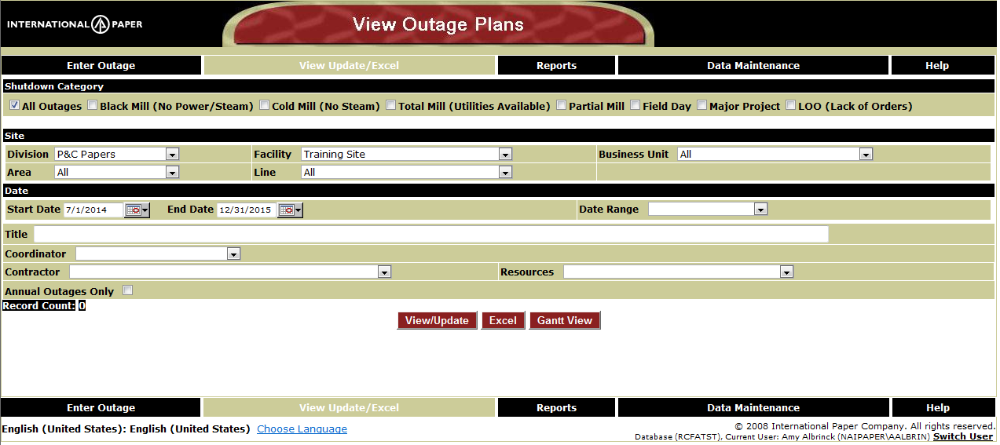 INTERNATIONAL PAPER
View Outage Plans
Enter Outage View Update/Excel Reports Data Maintenance Help
Shutdown Category
All Outages Black Mill (No Power/Steam) Cold Mill (No Steam) Total Mill (Utilities Available) Partial Mill Field Day Major Project LOO (Lack of Orders)
Site
Division P&C Papers Facility Training Site Business Unit All
Area All Line All
Date
Start Date 7/1/2014 End Date 12/31/2015 Date Range
Title
Coordinator
Contractor Resources
Annual Outages Only
Record Count: 0
View/Update Excel Gantt View
Enter Outage View Update/Excel Reports Data Maintenance Help
English (United States): English (United States) Choose Language
© 2008 International Paper Company. All rights reserved.
Database (RCFATST), Current User: Amy Albrinck (NAIPAPER\AALBRIN) Switch User